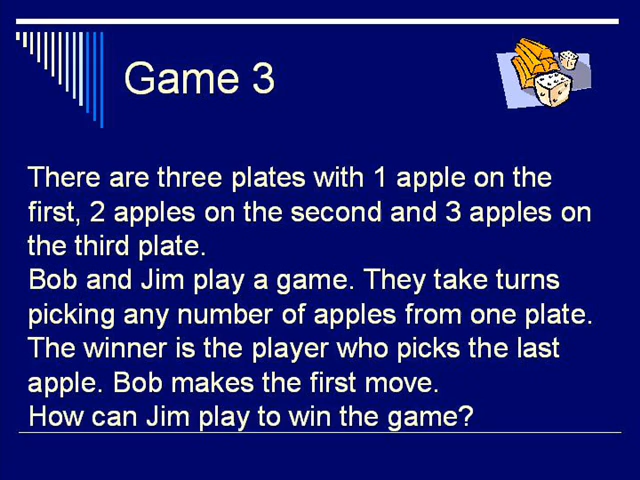 Game 3
There are three plates with 1 apple on the
first, 2 apples on the second and 3 apples on
the third plate.
Bob and Jim play a game. They take turns
picking any number of apples from one plate.
The winner is the player who picks the last
apple. Bob makes the first move.
How can Jim play to win the game?